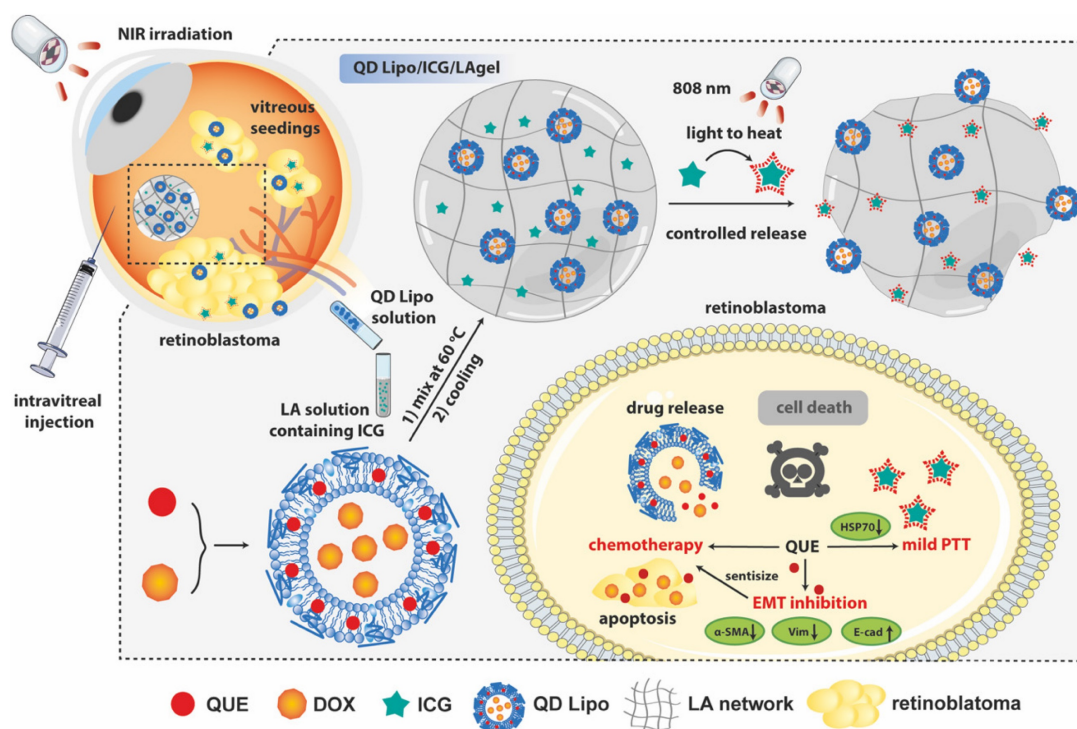 NIR irradiation
vitreous
seedings
retinoblastoma
intravitreal
injection
QD Lipo/ICG/LAgel
808 nm
light to heat
controlled release
QD Lipo
solution
LA solution
containing ICG
1) mix at 60 °C
2) cooling
retinoblastoma
drug release
cell death
HSP70↓
chemotherapy
QUE
mild PTT
sentisize
EMT inhibition
apoptosis
α-SMA↓
Vim↓
E-cad↑
QUE
DOX
ICG
QD Lipo
LA network
retinoblatoma